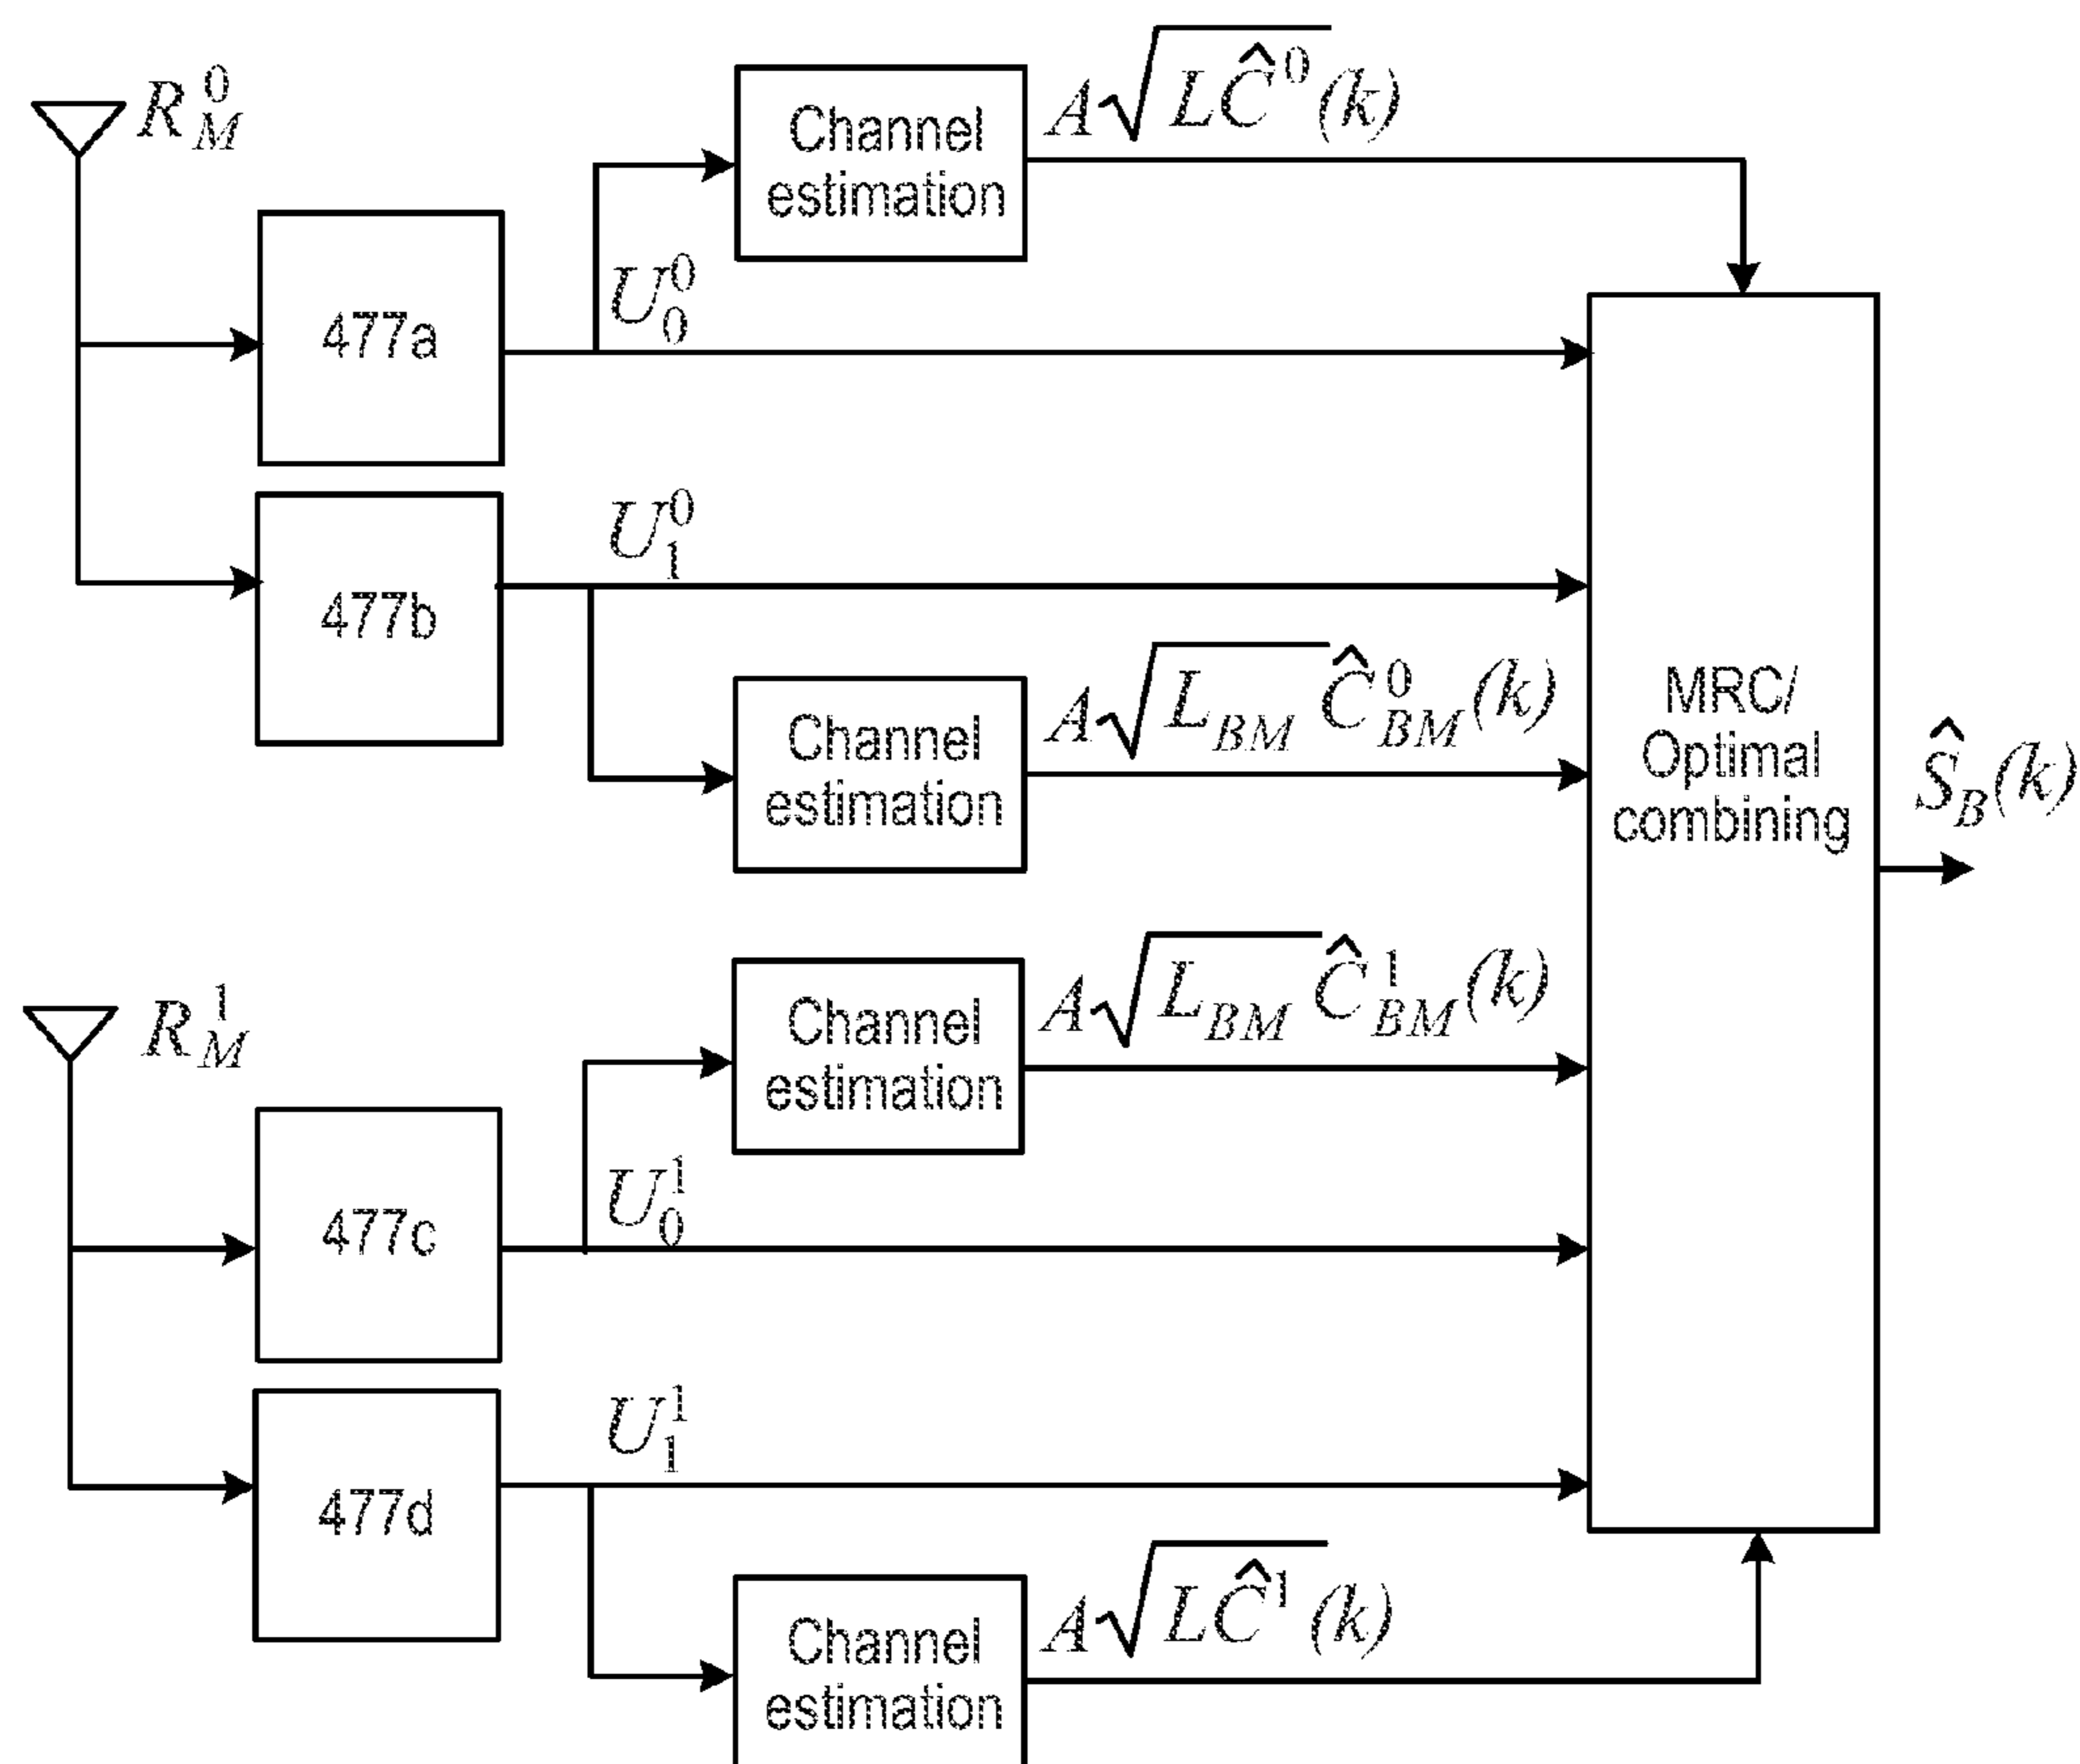 R_M^0
A√LĈ^0(k)
Channel
estimation
477a
U_0^0
477b
U_1^0
Channel
estimation
A√L_BM Ĉ_BM^0(k)
MRC/
Optimal
combining
Ŝ_B(k)
R_M^1
Channel
estimation
A√L_BM Ĉ_BM^1(k)
477c
U_0^1
477d
U_1^1
Channel
estimation
A√LĈ^1(k)